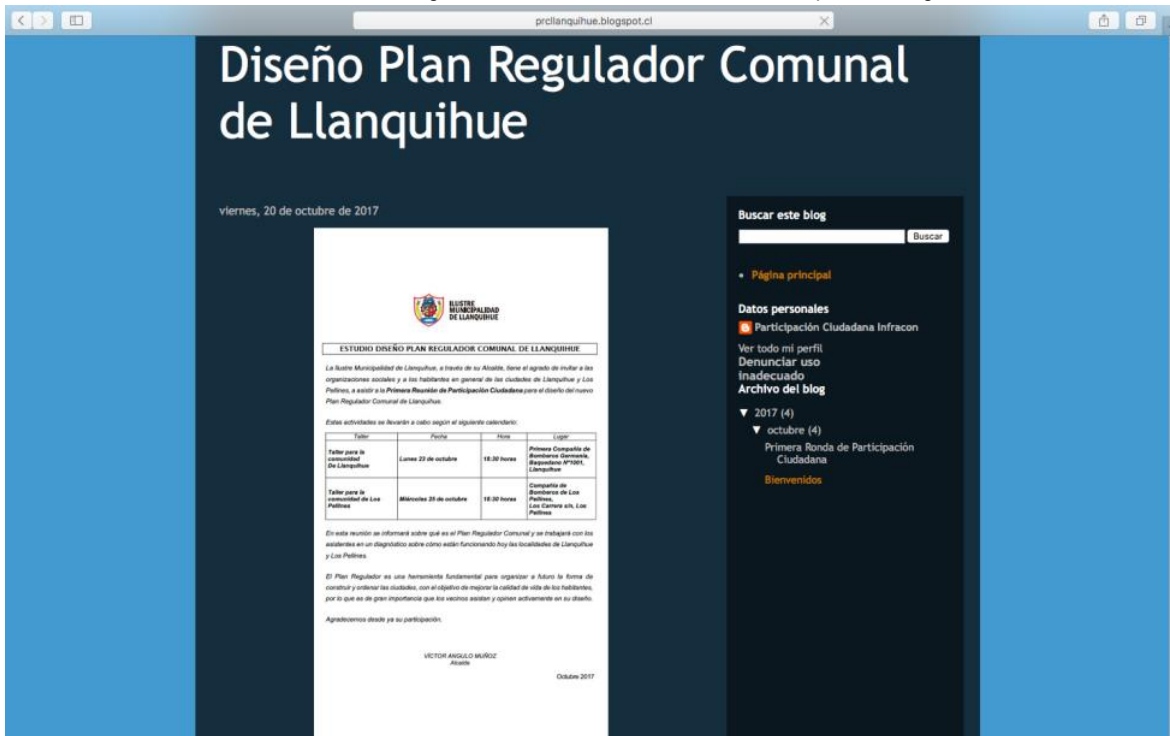 prcllanquihue.blogspot.cl
Diseño Plan Regulador Comunal
de Llanquihue
viernes, 20 de octubre de 2017
ILUSTRE
MUNICIPALIDAD
DE LLANQUIHUE
ESTUDIO DISEÑO PLAN REGULADOR COMUNAL DE LLANQUIHUE
La Ilustre Municipalidad de Llanquihue, a través de su Alcalde, tiene el agrado de invitar a las
organizaciones sociales y a los habitantes en general de las ciudades de Llanquihue y Los
Pellines, a asistir a la Primera Reunión de Participación Ciudadana para el diseño del nuevo
Plan Regulador Comunal de Llanquihue.
Estas actividades se llevarán a cabo según el siguiente calendario:
Taller Fecha Hora Lugar
Taller para la
comunidad
De Llanquihue
Lunes 23 de octubre
18:30 horas
Primera Compañía de
Bomberos Germania,
Baquedano Nº1001,
Llanquihue
Taller para la
comunidad de Los
Pellines
Miércoles 25 de octubre
18:30 horas
Compañía de
Bomberos de Los
Pellines,
Los Carrera s/n, Los
Pellines
En esta reunión se informará sobre qué es el Plan Regulador Comunal y se trabajará con los
asistentes en un diagnóstico sobre cómo están funcionando hoy las localidades de Llanquihue
y Los Pellines.
El Plan Regulador es una herramienta fundamental para organizar a futuro la forma de
construir y ordenar las ciudades, con el objetivo de mejorar la calidad de vida de los habitantes,
por lo que es de gran importancia que los vecinos asistan y opinen activamente en su diseño.
Agradecemos desde ya su participación.
VÍCTOR ANGULO MUÑOZ
Alcalde
Octubre 2017
Buscar este blog
Buscar
Página principal
Datos personales
Participación Ciudadana Infracon
Ver todo mi perfil
Denunciar uso
inadecuado
Archivo del blog
▼ 2017 (4)
▼ octubre (4)
Primera Ronda de Participación
Ciudadana
Bienvenidos